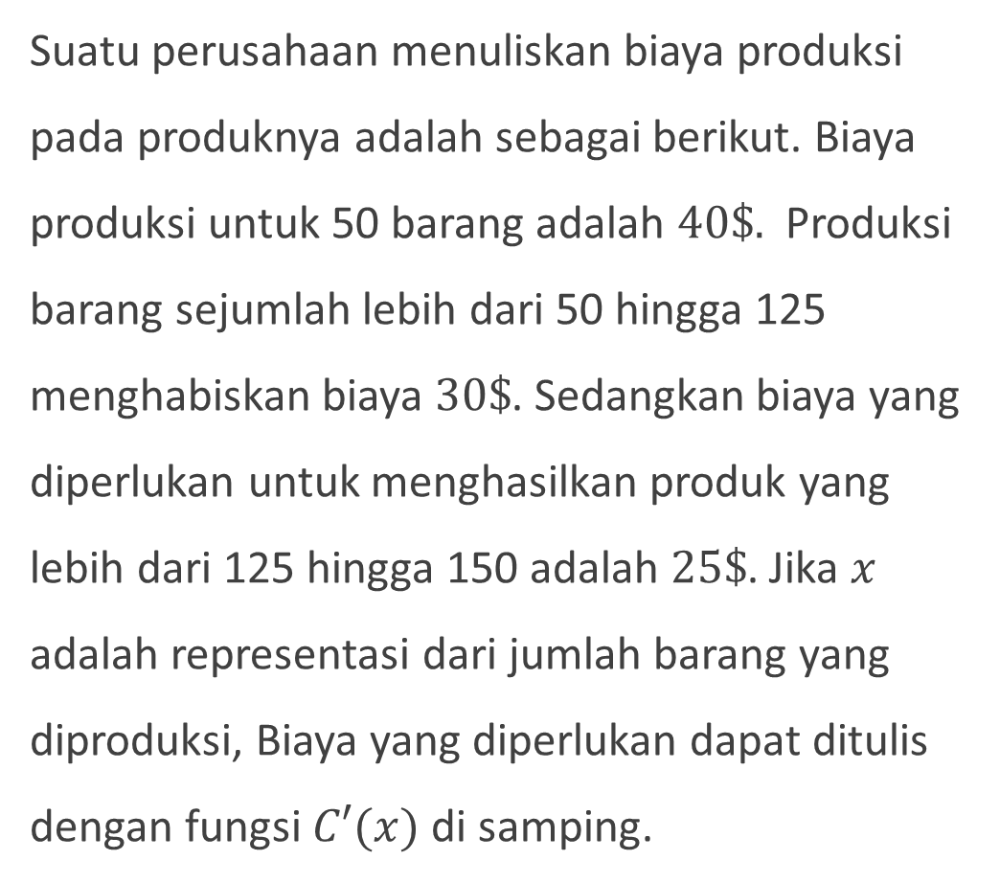 Suatu perusahaan menuliskan biaya produksi
pada produknya adalah sebagai berikut. Biaya
produksi untuk 50 barang adalah 40$. Produksi
barang sejumlah lebih dari 50 hingga 125
menghabiskan biaya 30$. Sedangkan biaya yang
diperlukan untuk menghasilkan produk yang
lebih dari 125 hingga 150 adalah 25$. Jika x
adalah representasi dari jumlah barang yang
diproduksi, Biaya yang diperlukan dapat ditulis
dengan fungsi C′(x) di samping.